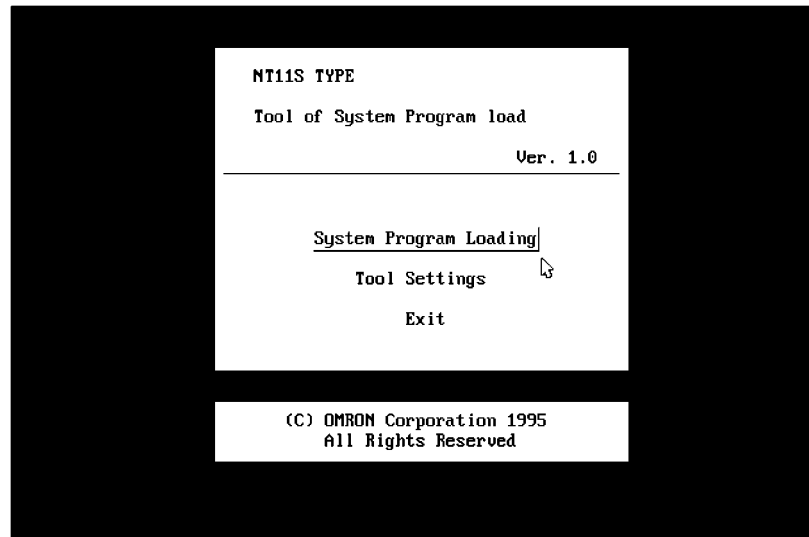 NT11S TYPE
Tool of System Program load
Ver. 1.0
System Program Loading
Tool Settings
Exit
(C) OMRON Corporation 1995
All Rights Reserved